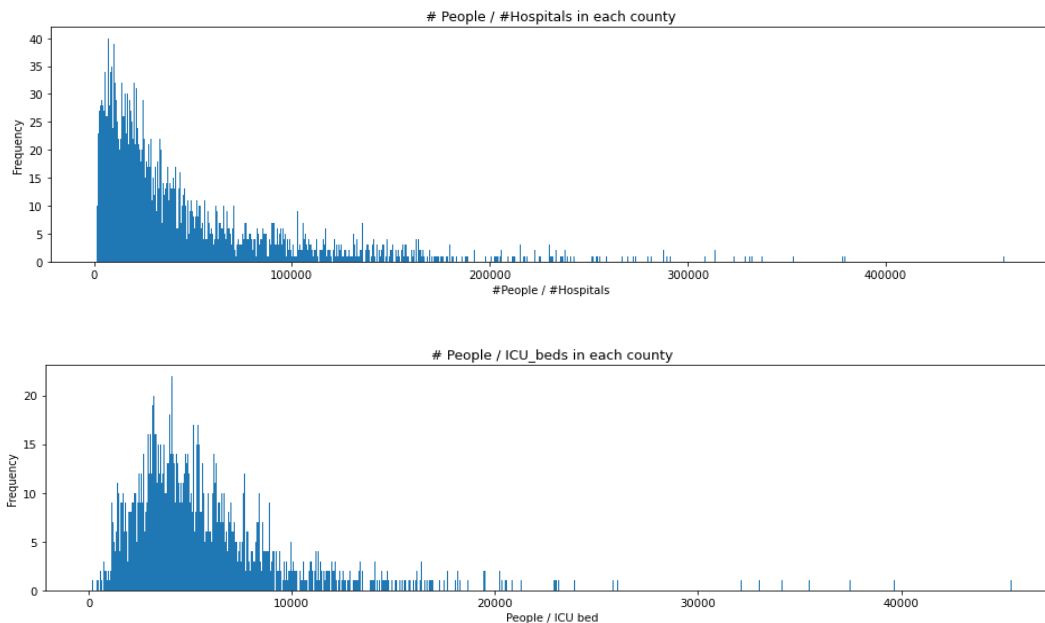 # People / #Hospitals in each county
40
35
30
25
20
15
10
5
0
Frequency
0 100000 200000 300000 400000
#People / #Hospitals
# People / ICU_beds in each county
20
15
10
5
0
Frequency
0 10000 20000 30000 40000
People / ICU bed